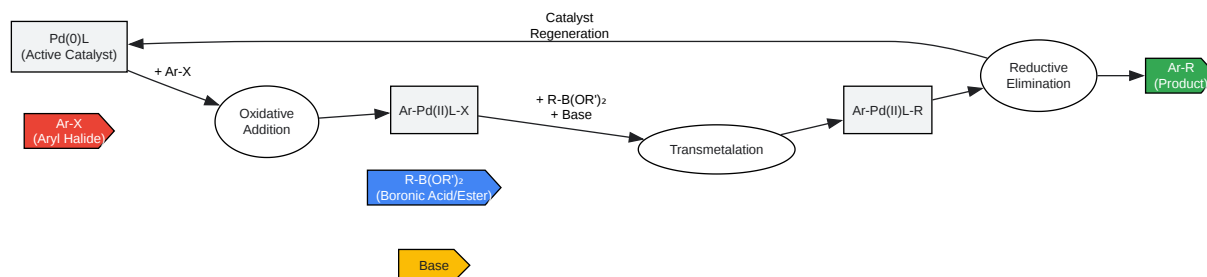 Catalyst
Regeneration
Pd(0)L
(Active Catalyst)
+ Ar-X
Ar-X
(Aryl Halide)
Oxidative
Addition
Ar-Pd(II)L-X
+ R-B(OR')₂
+ Base
R-B(OR')₂
(Boronic Acid/Ester)
Base
Transmetalation
Ar-Pd(II)L-R
Reductive
Elimination
Ar-R
(Product)